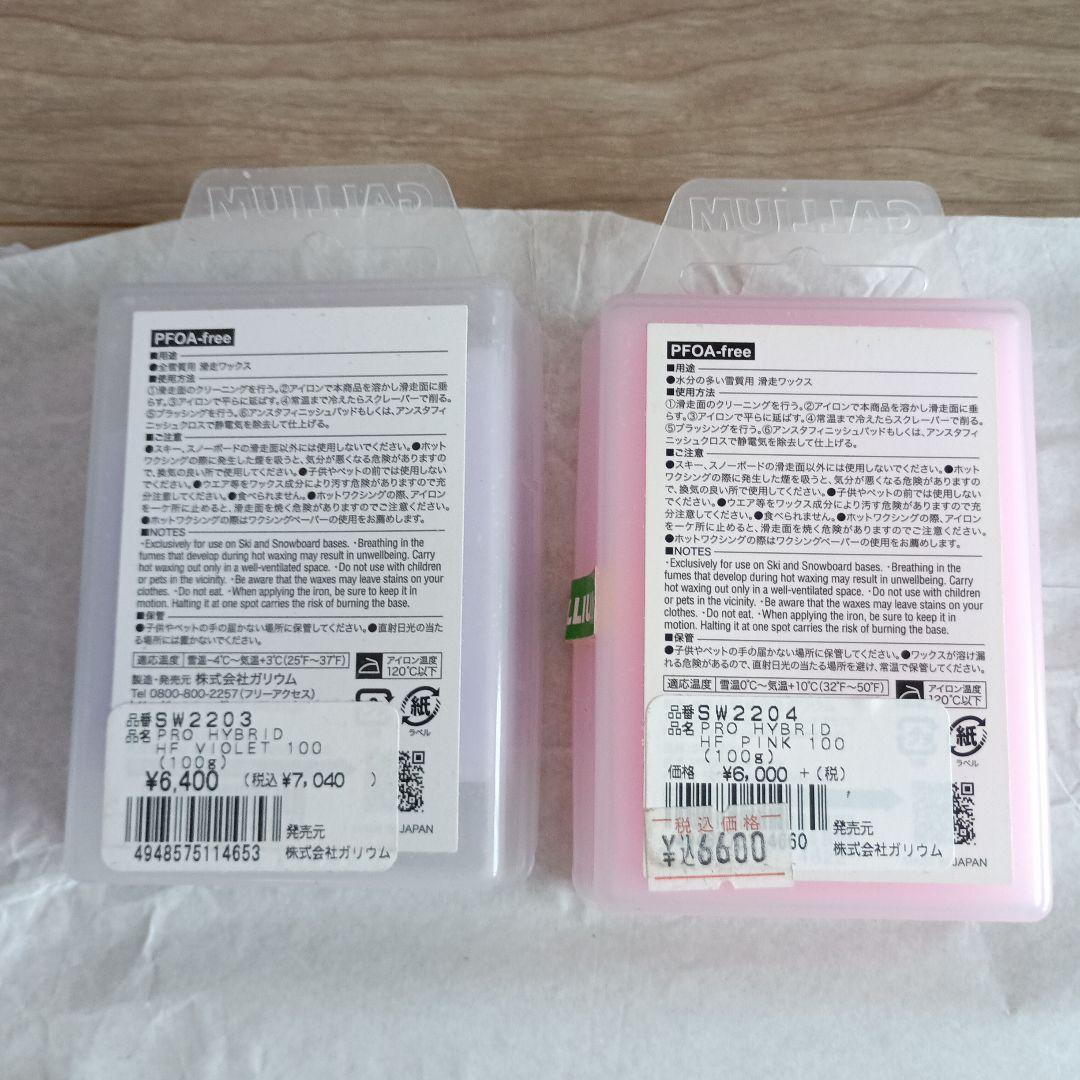 GALLIUM
PFOA-free
■用途
●全雪質用 滑走ワックス
■使用方法
①滑走面のクリーニングを行う。②アイロンで本商品を溶かし滑走面に垂
らす。③アイロンで平らに延ばす。④常温まで冷えたらスクレーパーで削る。
⑤ブラッシングを行う。⑥アンスタフィニッシュパッドもしくは、アンスタフィ
ニッシュクロスで静電気を除去して仕上げる。
■ご注意
●スキー、スノーボードの滑走面以外には使用しないでください。●ホット
ワクシングの際に発生した煙を吸うと、気分が悪くなる危険がありますの
で、換気の良い所で使用してください。●子供やペットの前では使用しない
でください。●ウエア等をワックス成分により汚す危険がありますので充
分注意してください。●食べられません。●ホットワクシングの際、アイロン
を一ケ所に止めると、滑走面を焼く危険がありますのでご注意ください。
●ホットワクシングの際はワクシングペーパーの使用をお薦めします。
■NOTES
・Exclusively for use on Ski and Snowboard bases. ・Breathing in the
fumes that develop during hot waxing may result in unwellbeing. Carry
hot waxing out only in a well-ventilated space. ・Do not use with children
or pets in the vicinity. ・Be aware that the waxes may leave stains on your
clothes. ・Do not eat. ・When applying the iron, be sure to keep it in
motion. Halting it at one spot carries the risk of burning the base.
■保管
●子供やペットの手の届かない場所に保管してください。●直射日光の当た
る場所には置かないでください。
適応温度 雪温-4℃~気温+3℃(25°F~37°F) アイロン温度
120℃以下
製造・発売元 株式会社ガリウム
Tel 0800-800-2257(フリーアクセス)
紙
ラベル
品番 SW2203
品名 PRO HYBRID
HF VIOLET 100
(100g)
¥6,400 (税込¥7,040 )
4948575114653
発売元
株式会社ガリウム
JAPAN
GALLIUM
LLIU
PFOA-free
■用途
●水分の多い雪質用 滑走ワックス
■使用方法
①滑走面のクリーニングを行う。②アイロンで本商品を溶かし滑走面に垂
らす。③アイロンで平らに延ばす。④常温まで冷えたらスクレーパーで削る。
⑤ブラッシングを行う。⑥アンスタフィニッシュパッドもしくは、アンスタフィ
ニッシュクロスで静電気を除去して仕上げる。
■ご注意
●スキー、スノーボードの滑走面以外には使用しないでください。●ホット
ワクシングの際に発生した煙を吸うと、気分が悪くなる危険がありますの
で、換気の良い所で使用してください。●子供やペットの前では使用しない
でください。●ウエア等をワックス成分により汚す危険がありますので充
分注意してください。●食べられません。●ホットワクシングの際、アイロン
を一ケ所に止めると、滑走面を焼く危険がありますのでご注意ください。
●ホットワクシングの際はワクシングペーパーの使用をお薦めします。
■NOTES
・Exclusively for use on Ski and Snowboard bases. ・Breathing in the
fumes that develop during hot waxing may result in unwellbeing. Carry
hot waxing out only in a well-ventilated space. ・Do not use with children
or pets in the vicinity. ・Be aware that the waxes may leave stains on your
clothes. ・Do not eat. ・When applying the iron, be sure to keep it in
motion. Halting it at one spot carries the risk of burning the base.
■保管
●子供やペットの手の届かない場所に保管してください。●ワックスが溶け漏
れる危険があるので、直射日光の当たる場所を避け、常温で保管してください。
適応温度 雪温0℃~気温+10℃(32°F~50°F) アイロン温度
120℃以下
紙
ラベル
品番 SW2204
品名 PRO HYBRID
HF PINK 100
(100g)
価格 ¥6,000 +(税)
税込価格
¥込6600
4660
発売元
株式会社ガリウム
JAPAN